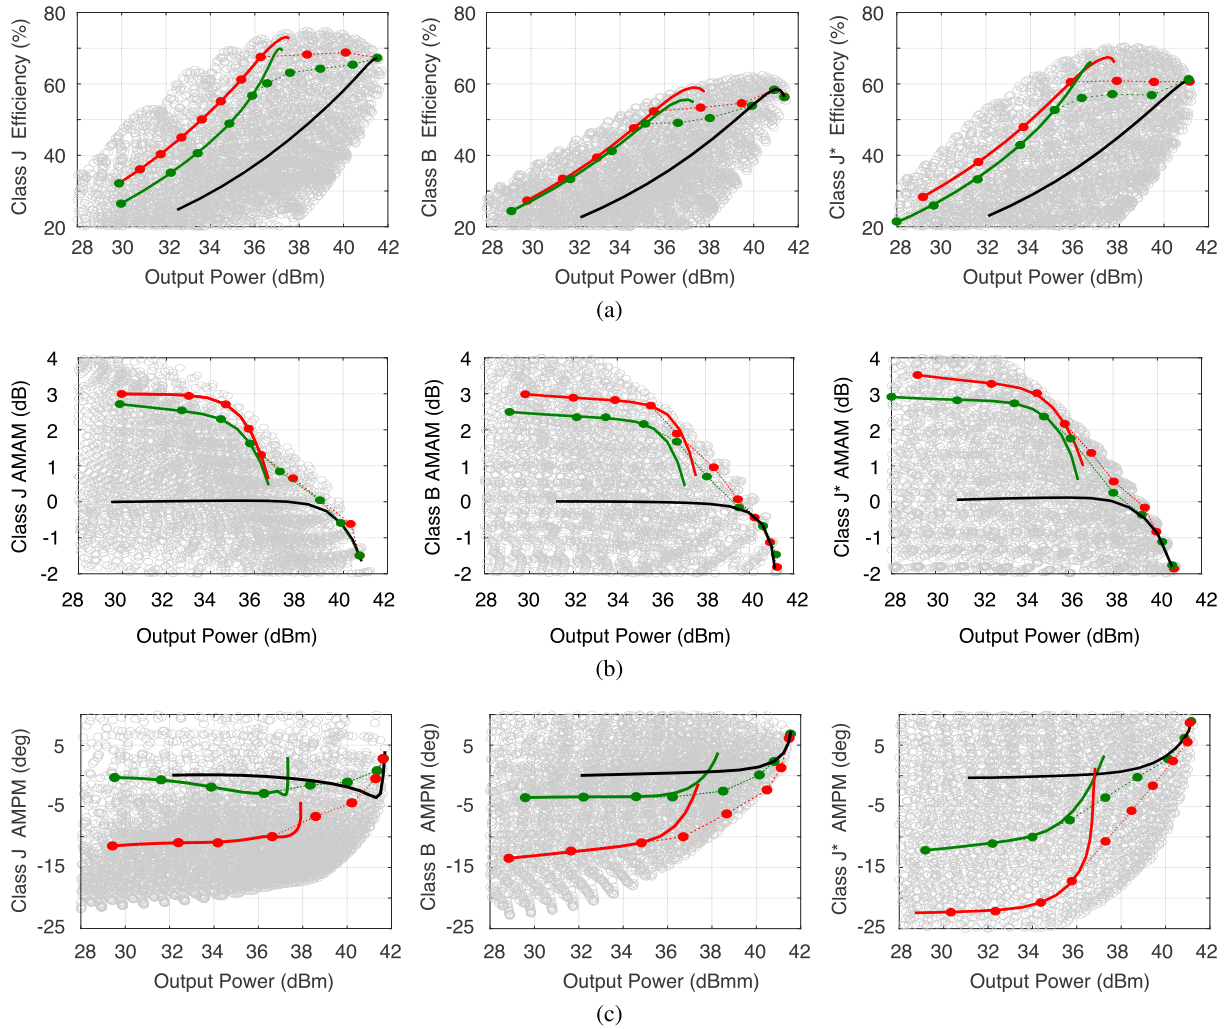 Class J Efficiency (%)
80
60
40
20
28 30 32 34 36 38 40 42
Output Power (dBm)
Class B Efficiency (%)
80
60
40
20
28 30 32 34 36 38 40 42
Output Power (dBm)
Class J* Efficiency (%)
80
60
40
20
28 30 32 34 36 38 40 42
Output Power (dBm)
(a)
Class J AMAM (dB)
4
3
2
1
0
-1
-2
28 30 32 34 36 38 40 42
Output Power (dBm)
Class B AMAM (dB)
4
3
2
1
0
-1
-2
28 30 32 34 36 38 40 42
Output Power (dBm)
Class J* AMAM (dB)
4
3
2
1
0
-1
-2
28 30 32 34 36 38 40 42
Output Power (dBm)
(b)
Class J AMPM (deg)
5
-5
-15
-25
28 30 32 34 36 38 40 42
Output Power (dBm)
Class B AMPM (deg)
5
-5
-15
-25
28 30 32 34 36 38 40 42
Output Power (dBmm)
Class J* AMPM (deg)
5
-5
-15
-25
28 30 32 34 36 38 40 42
Output Power (dBm)
(c)